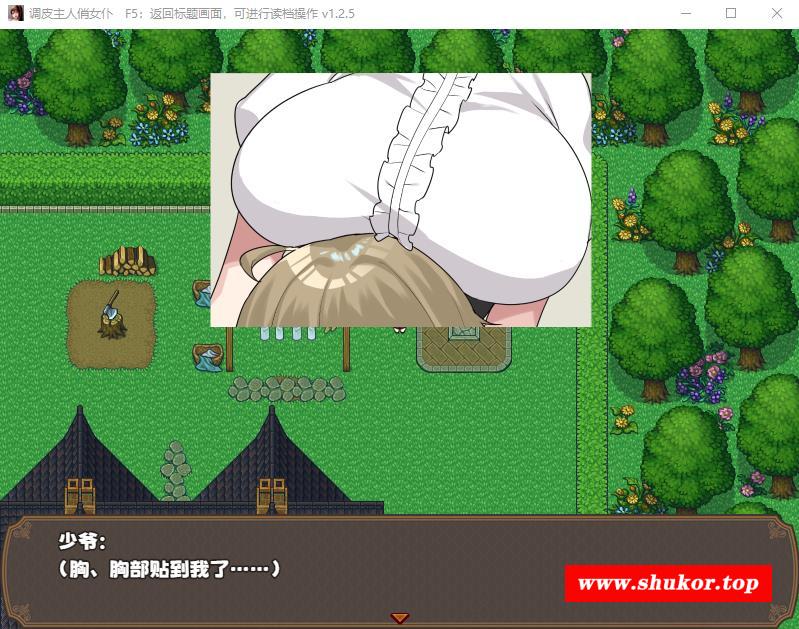 调皮主人俏女仆 F5：返回标题画面，可进行读档操作 v1.2.5
少爷：
（胸、胸部贴到我了……）
www.shukor.top